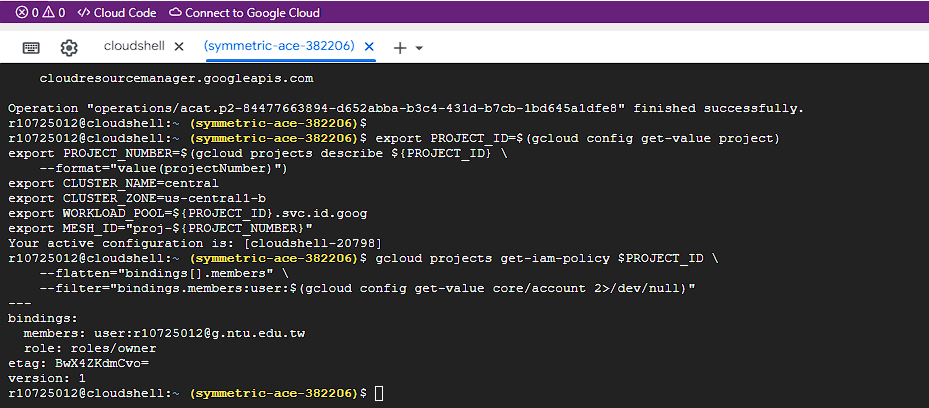 0 0 Cloud Code Connect to Google Cloud
cloudshell (symmetric-ace-382206)
cloudresourcemanager.googleapis.com
Operation "operations/acat.p2-84477663894-d652abba-b3c4-431d-b7cb-1bd645a1dfe8" finished successfully.
r10725012@cloudshell:~ (symmetric-ace-382206)$
r10725012@cloudshell:~ (symmetric-ace-382206)$ export PROJECT_ID=$(gcloud config get-value project)
export PROJECT_NUMBER=$(gcloud projects describe ${PROJECT_ID} \
    --format="value(projectNumber)")
export CLUSTER_NAME=central
export CLUSTER_ZONE=us-central1-b
export WORKLOAD_POOL=${PROJECT_ID}.svc.id.goog
export MESH_ID="proj-${PROJECT_NUMBER}"
Your active configuration is: [cloudshell-20798]
r10725012@cloudshell:~ (symmetric-ace-382206)$ gcloud projects get-iam-policy $PROJECT_ID \
    --flatten="bindings[].members" \
    --filter="bindings.members:user:$(gcloud config get-value core/account 2>/dev/null)"
---
bindings:
  members: user:r10725012@g.ntu.edu.tw
  role: roles/owner
etag: BwX4ZKdmCvo=
version: 1
r10725012@cloudshell:~ (symmetric-ace-382206)$